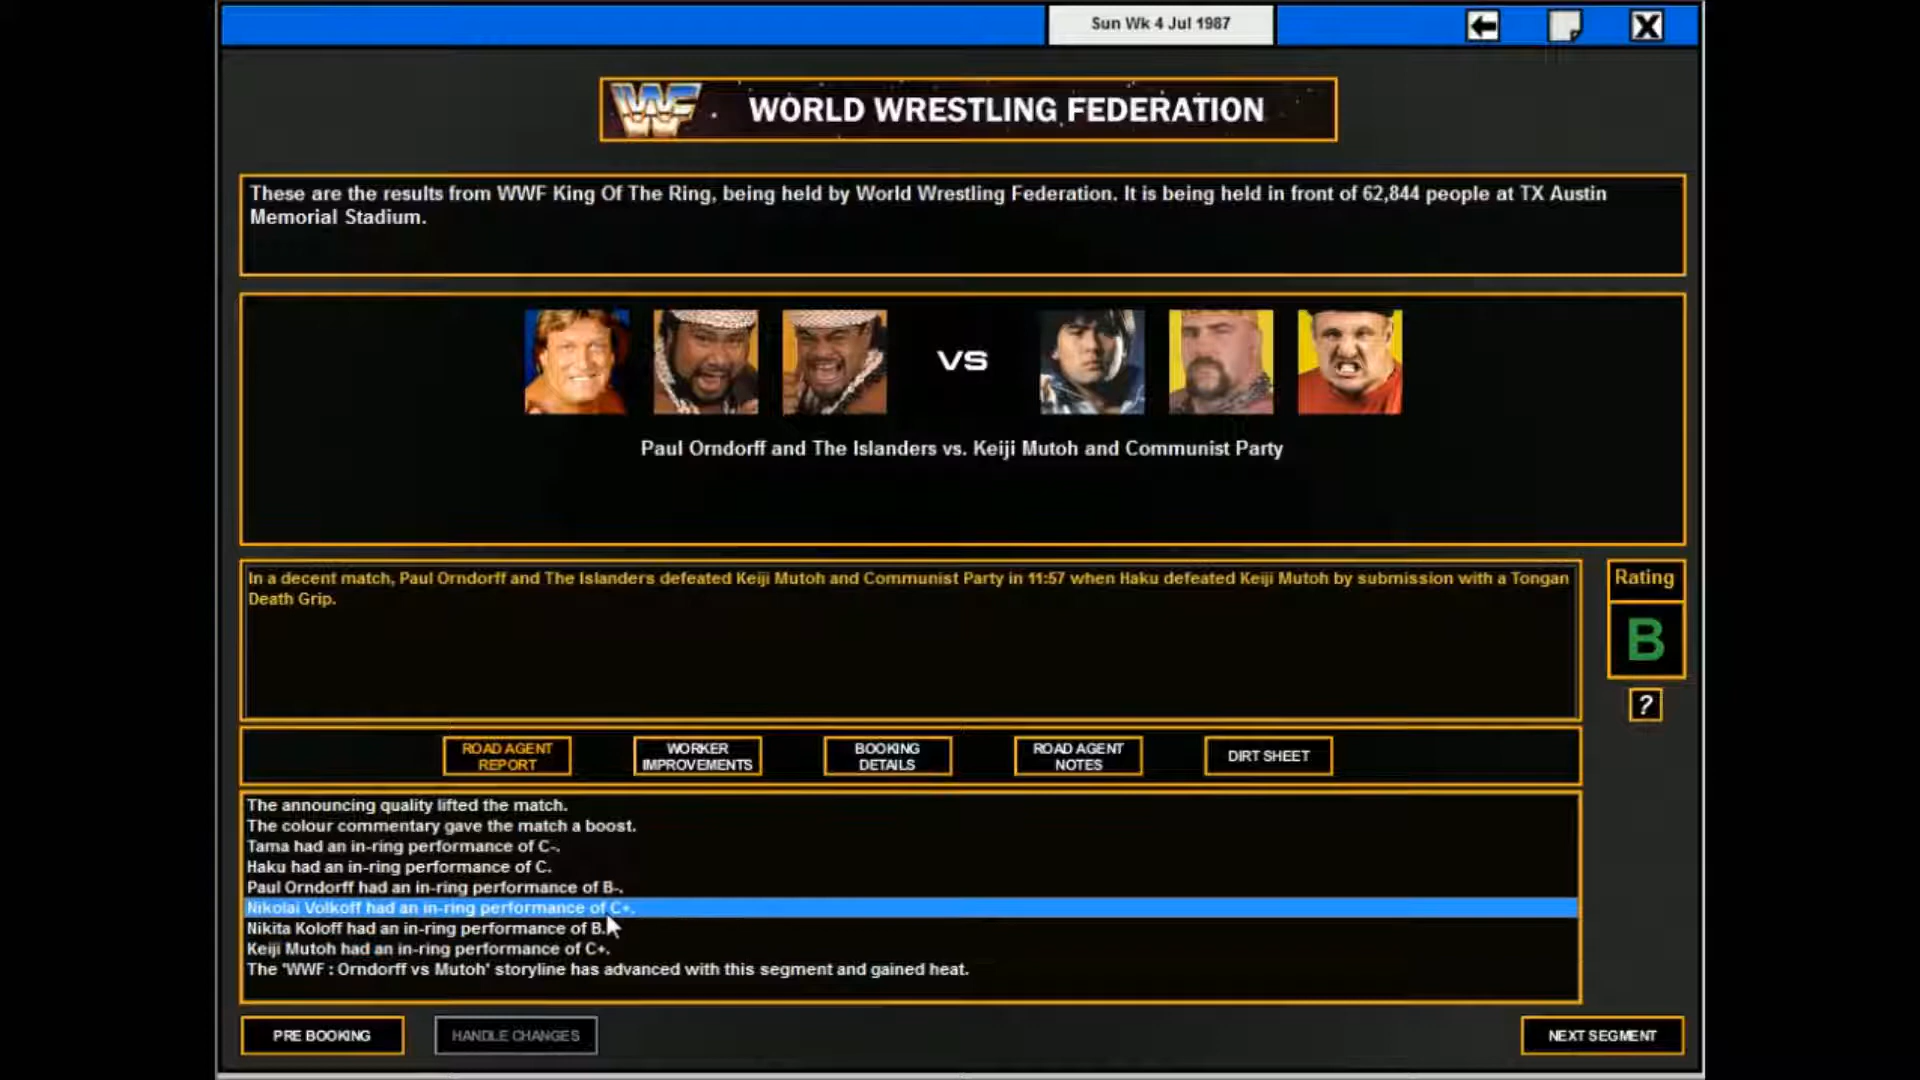 Sun Wk 4 Jul 1987
WF
WORLD WRESTLING FEDERATION
These are the results from WWF King Of The Ring, being held by World Wrestling Federation. It is being held in front of 62,844 people at TX Austin
Memorial Stadium.
VS
Paul Orndorff and The Islanders vs. Keiji Mutoh and Communist Party
In a decent match, Paul Orndorff and The Islanders defeated Keiji Mutoh and Communist Party in 11:57 when Haku defeated Keiji Mutoh by submission with a Tongan
Death Grip.
Rating
B
?
ROAD AGENT
REPORT
WORKER
IMPROVEMENTS
BOOKING
DETAILS
ROAD AGENT
NOTES
DIRT SHEET
The announcing quality lifted the match.
The colour commentary gave the match a boost.
Tama had an in-ring performance of C-.
Haku had an in-ring performance of C.
Paul Orndorff had an in-ring performance of B-.
Nikolai Volkoff had an in-ring performance of C+.
Nikita Koloff had an in-ring performance of B.
Keiji Mutoh had an in-ring performance of C+.
The 'WWF : Orndorff vs Mutoh' storyline has advanced with this segment and gained heat.
PRE BOOKING
HANDLE CHANGES
NEXT SEGMENT